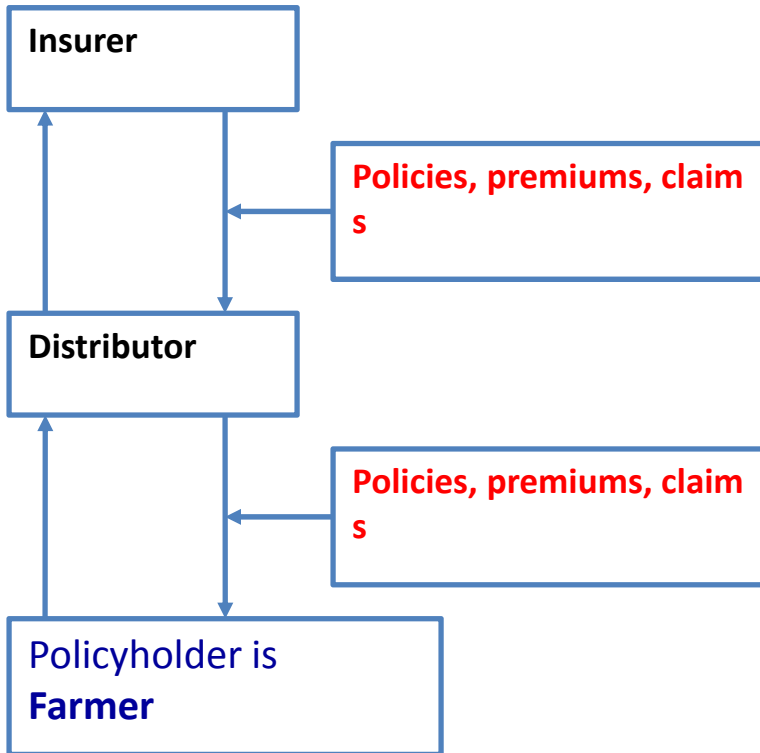 Insurer
Policies, premiums, claim
s
Distributor
Policies, premiums, claim
s
Policyholder is
Farmer